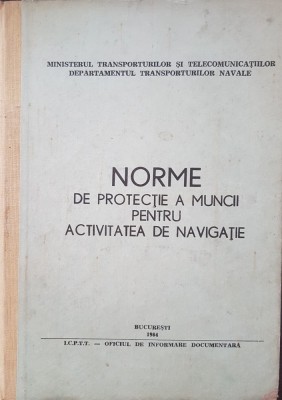 MINISTERUL TRANSPORTURILOR ȘI TELECOMUNICAȚIILOR
DEPARTAMENTUL TRANSPORTURILOR NAVALE
NORME
DE PROTECȚIE A MUNCII
PENTRU
ACTIVITATEA DE NAVIGAȚIE
BUCUREȘTI
1984
I.C.P.T.T. — OFICIUL DE INFORMARE DOCUMENTARĂ